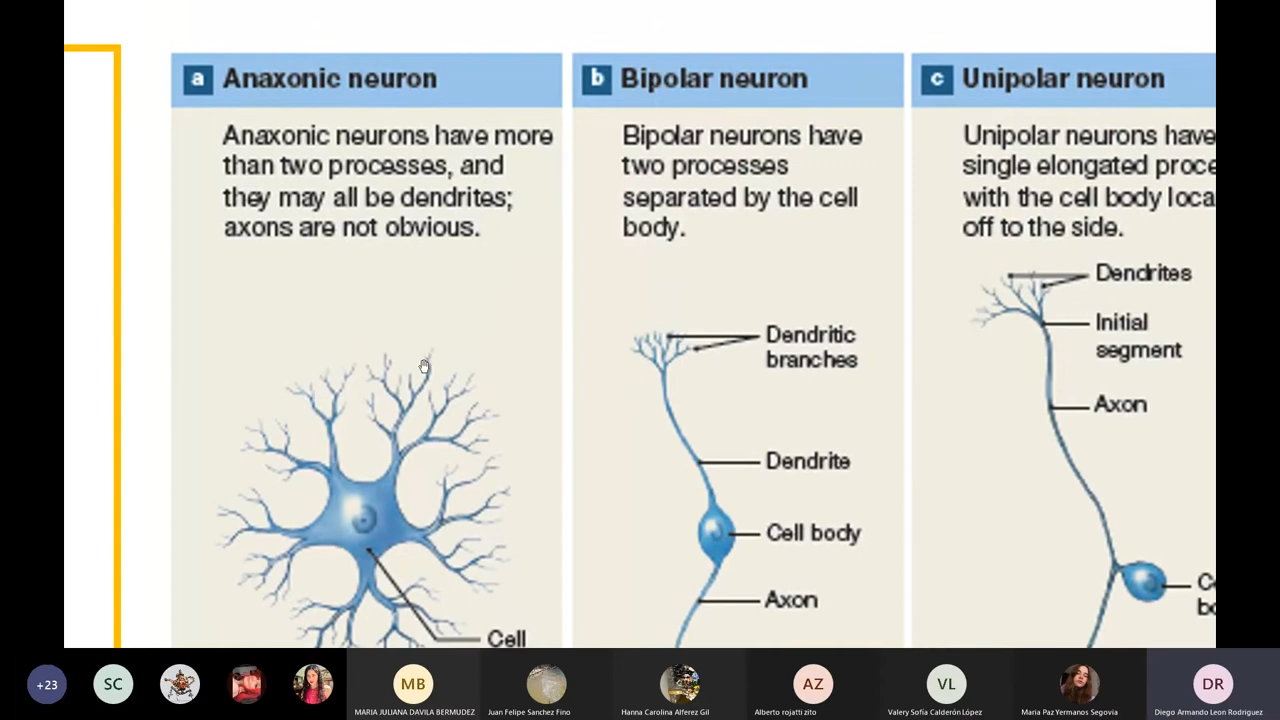 a Anaxonic neuron
Anaxonic neurons have more
than two processes, and
they may all be dendrites;
axons are not obvious.
Cell
b Bipolar neuron
Bipolar neurons have
two processes
separated by the cell
body.
Dendritic
branches
Dendrite
Cell body
Axon
c Unipolar neuron
Unipolar neurons have
single elongated proce
with the cell body loca
off to the side.
Dendrites
Initial
segment
Axon
+23
SC
MB
MARIA JULIANA DAVILA BERMUDEZ
Juan Felipe Sanchez Fino
Hanna Carolina Alferez Gil
AZ
Alberto rojatti zito
VL
Valery Sofía Calderón López
Maria Paz Yermanos Segovia
DR
Diego Armando Leon Rodriguez